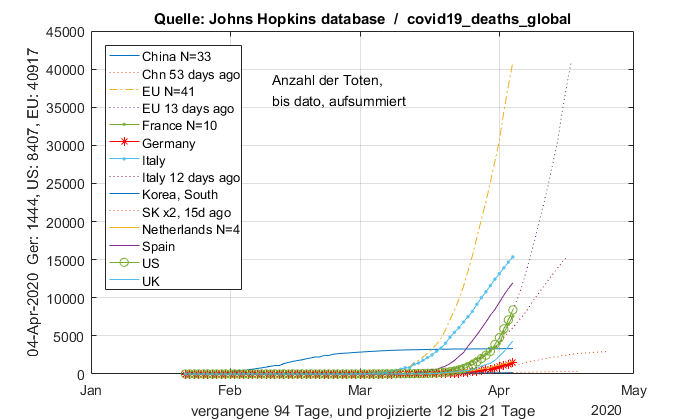 Quelle: Johns Hopkins database / covid19_deaths_global
04-Apr-2020 Ger: 1444, US: 8407, EU: 40917
45000
40000
35000
30000
25000
20000
15000
10000
5000
0
China N=33
Chn 53 days ago
EU N=41
EU 13 days ago
France N=10
Germany
Italy
Italy 12 days ago
Korea, South
SK x2, 15d ago
Netherlands N=4
Spain
US
UK
Anzahl der Toten,
bis dato, aufsummiert
Jan Feb Mar Apr May
vergangene 94 Tage, und projizierte 12 bis 21 Tage
2020